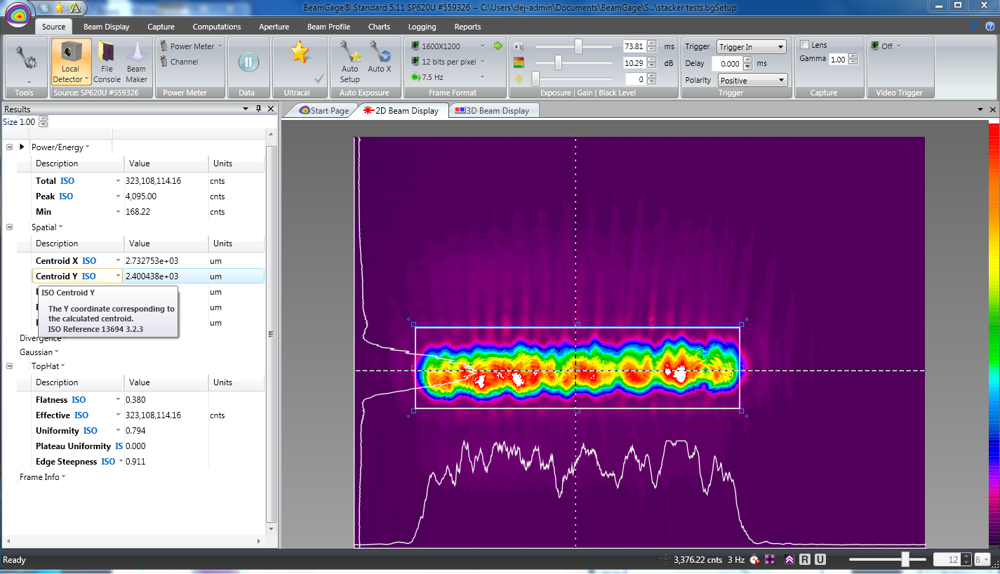 BeamGage® Standard 5.11 SP620U #559326 ~ C:\Users\dej-admin\Documents\BeamGage\S...\stacker tests.bgSetup
Source Beam Display Capture Computations Aperture Beam Profile Charts Logging Reports
Tools
Local Detector
File Console
Beam Maker
Source: SP620U #559326
Power Meter
Channel
Power Meter
Data
Ultracal
Auto Setup
Auto X
Auto Exposure
1600X1200
12 bits per pixel
7.5 Hz
Frame Format
73.81 ms
10.29 dB
0
Exposure | Gain | Black Level
Trigger Trigger In
Delay 0.000 ms
Polarity Positive
Trigger
Lens
Gamma 1.00
Capture
Off
Video Trigger
Results
Size 1.00
Power/Energy
Description Value Units
Total ISO 323,108,114.16 cnts
Peak ISO 4,095.00 cnts
Min 168.22 cnts
Spatial
Description Value Units
Centroid X ISO 2.732753e+03 um
Centroid Y ISO 2.400438e+03 um
ISO Centroid Y um
The Y coordinate corresponding to um
the calculated centroid. um
ISO Reference 13694 3.2.3
Divergence
Gaussian
TopHat
Description Value Units
Flatness ISO 0.380
Effective ISO 323,108,114.16 cnts
Uniformity ISO 0.794
Plateau Uniformity IS 0.000
Edge Steepness ISO 0.911
Frame Info
Start Page 2D Beam Display 3D Beam Display
Ready 3,376.22 cnts 3 Hz R U 12 B